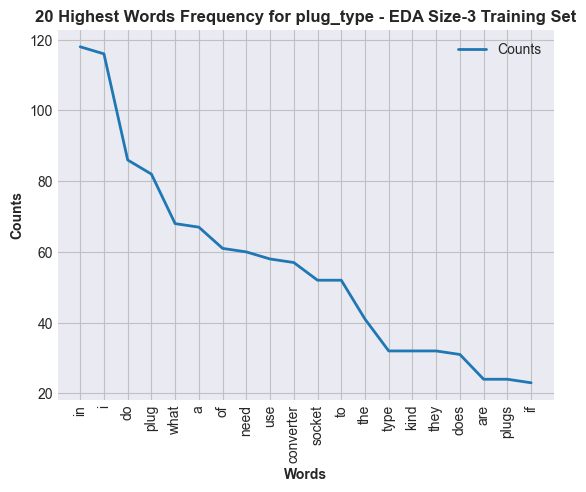 20 Highest Words Frequency for plug_type - EDA Size-3 Training Set
120
100
80
60
40
20
Counts
Counts
in
i
do
plug
what
a
of
need
use
converter
socket
to
the
type
kind
they
does
are
plugs
if
Words